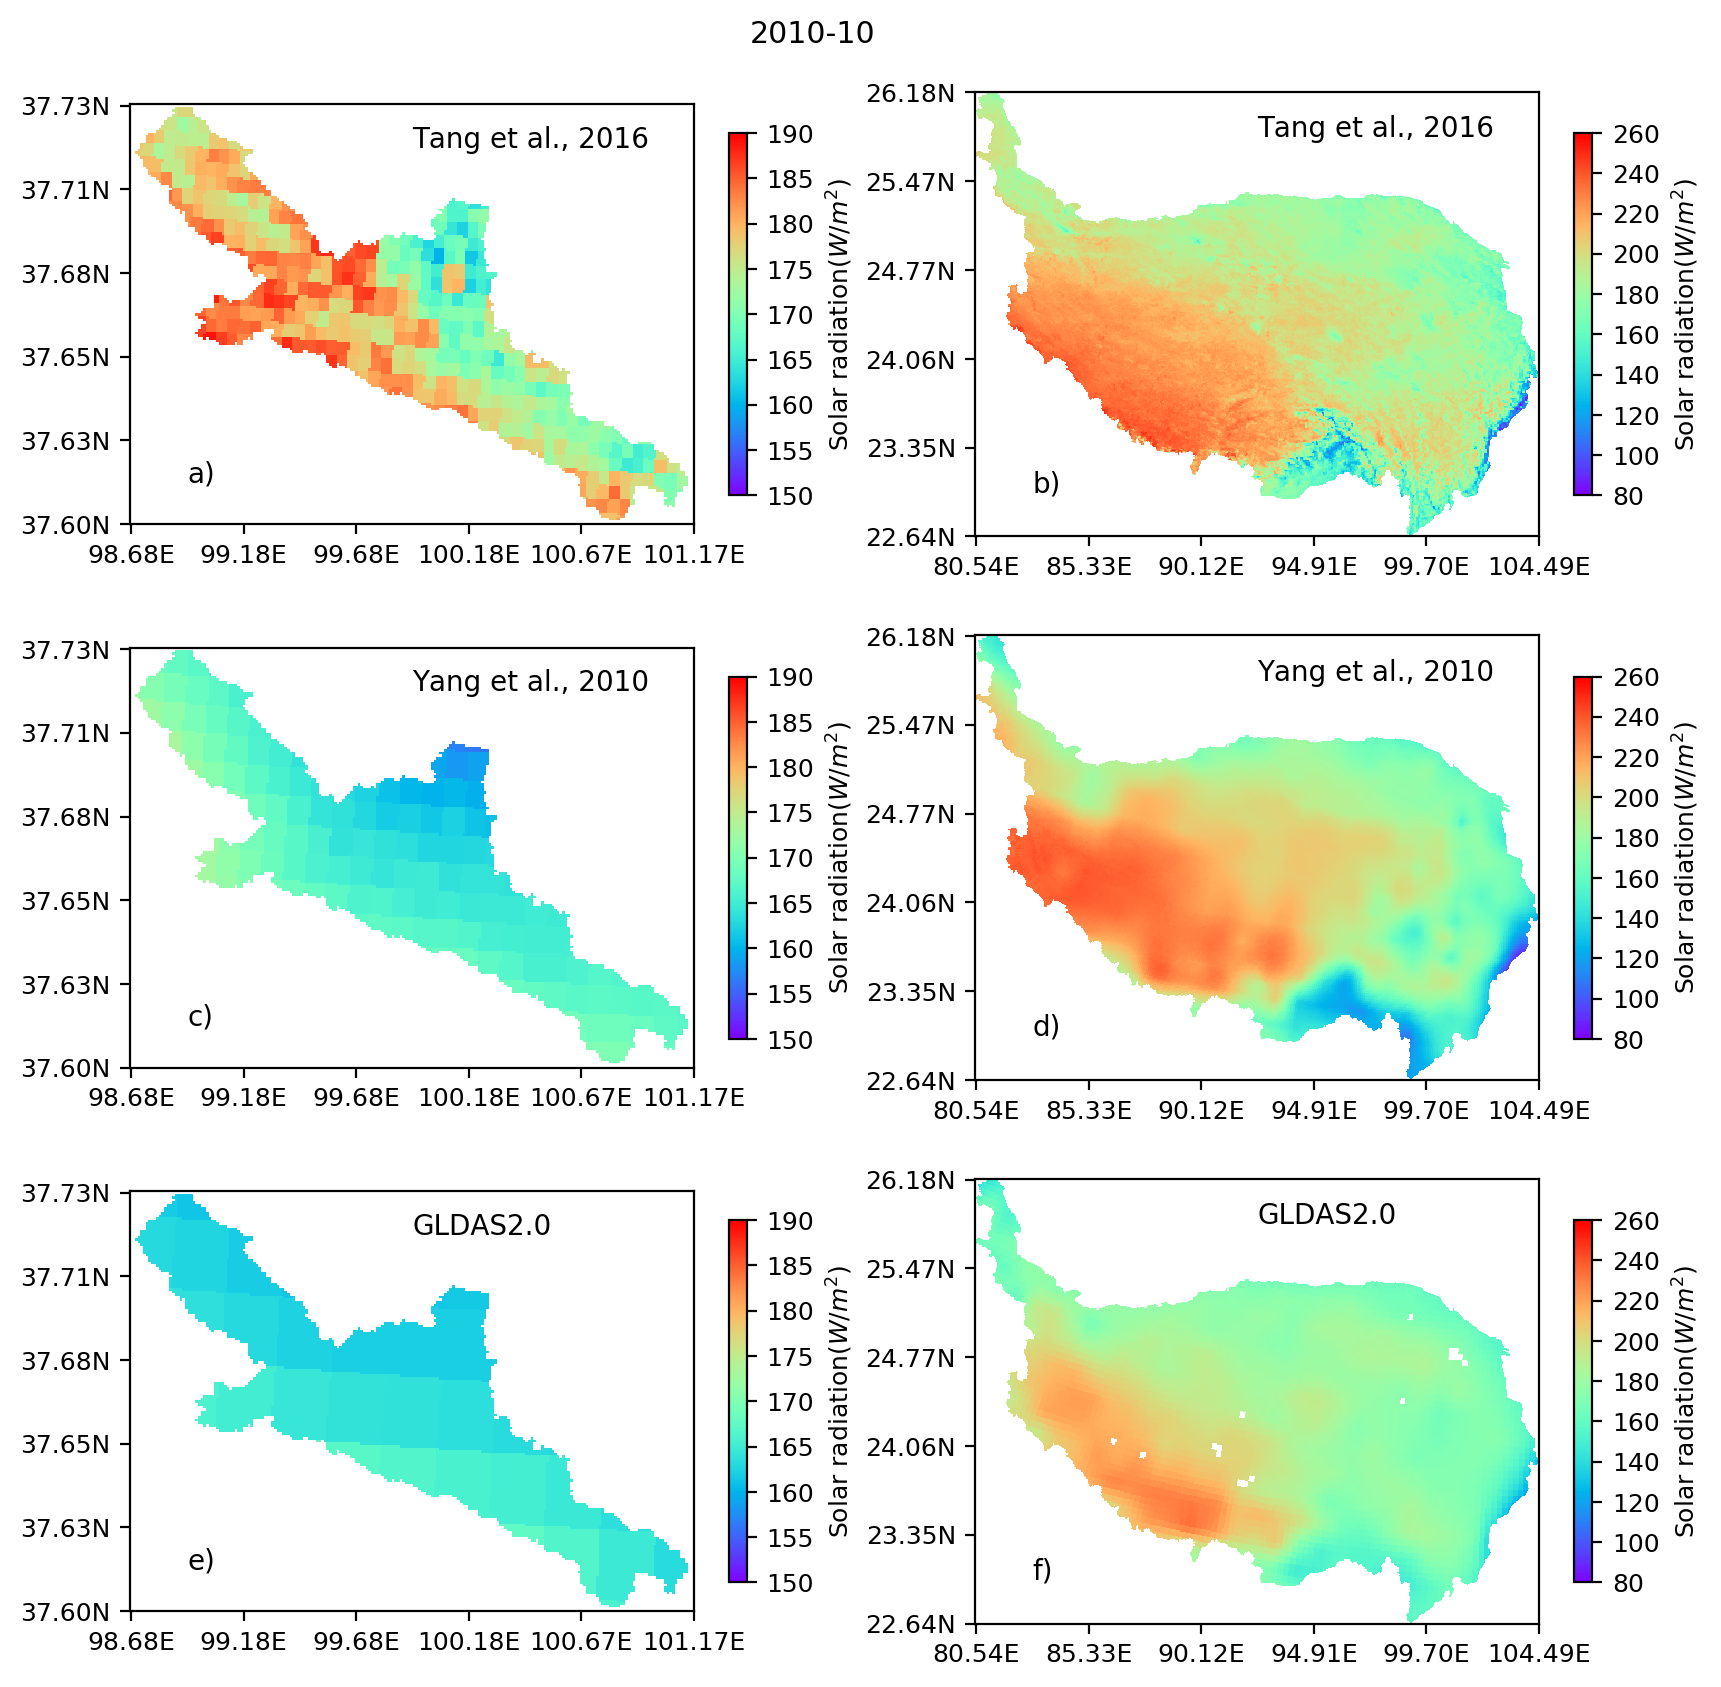 2010-10
37.73N
37.71N
37.68N
37.65N
37.63N
37.60N
98.68E 99.18E 99.68E 100.18E 100.67E 101.17E
Tang et al., 2016
a)
190
185
180
175
170
165
160
155
150
Solar radiation(W/m²)
26.18N
25.47N
24.77N
24.06N
23.35N
22.64N
80.54E 85.33E 90.12E 94.91E 99.70E 104.49E
Tang et al., 2016
b)
260
240
220
200
180
160
140
120
100
80
Solar radiation(W/m²)
37.73N
37.71N
37.68N
37.65N
37.63N
37.60N
98.68E 99.18E 99.68E 100.18E 100.67E 101.17E
Yang et al., 2010
c)
190
185
180
175
170
165
160
155
150
Solar radiation(W/m²)
26.18N
25.47N
24.77N
24.06N
23.35N
22.64N
80.54E 85.33E 90.12E 94.91E 99.70E 104.49E
Yang et al., 2010
d)
260
240
220
200
180
160
140
120
100
80
Solar radiation(W/m²)
37.73N
37.71N
37.68N
37.65N
37.63N
37.60N
98.68E 99.18E 99.68E 100.18E 100.67E 101.17E
GLDAS2.0
e)
190
185
180
175
170
165
160
155
150
Solar radiation(W/m²)
26.18N
25.47N
24.77N
24.06N
23.35N
22.64N
80.54E 85.33E 90.12E 94.91E 99.70E 104.49E
GLDAS2.0
f)
260
240
220
200
180
160
140
120
100
80
Solar radiation(W/m²)